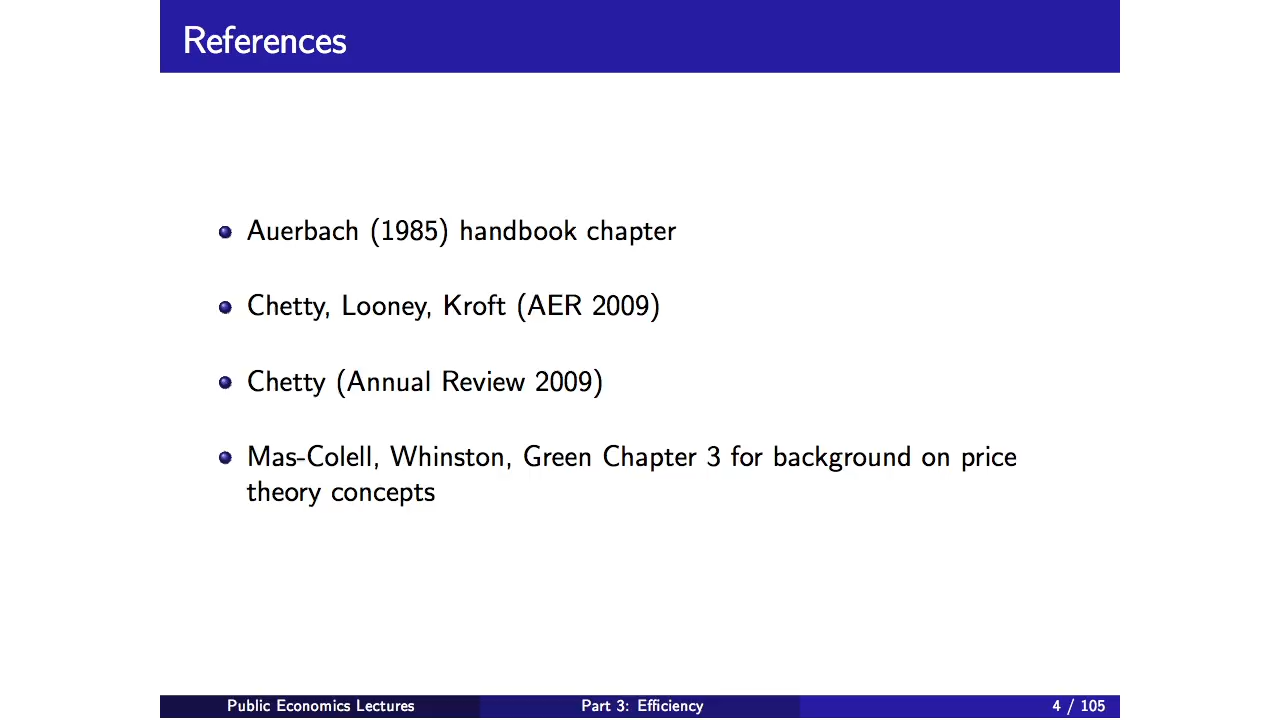 References
Auerbach (1985) handbook chapter
Chetty, Looney, Kroft (AER 2009)
Chetty (Annual Review 2009)
Mas-Colell, Whinston, Green Chapter 3 for background on price
theory concepts
Public Economics Lectures
Part 3: Efficiency
4 / 105